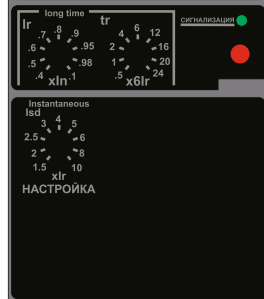 long time
Ir
tr
СИГНАЛИЗАЦИЯ
.4 .5 .6 .7 .8 .9 .95 .98 .1
xIn
.5 1 2 4 6 12 16 20 24
x6Ir
Instantaneous
Isd
1.5 2 2.5 3 4 5 6 8 10
xIr
НАСТРОЙКА